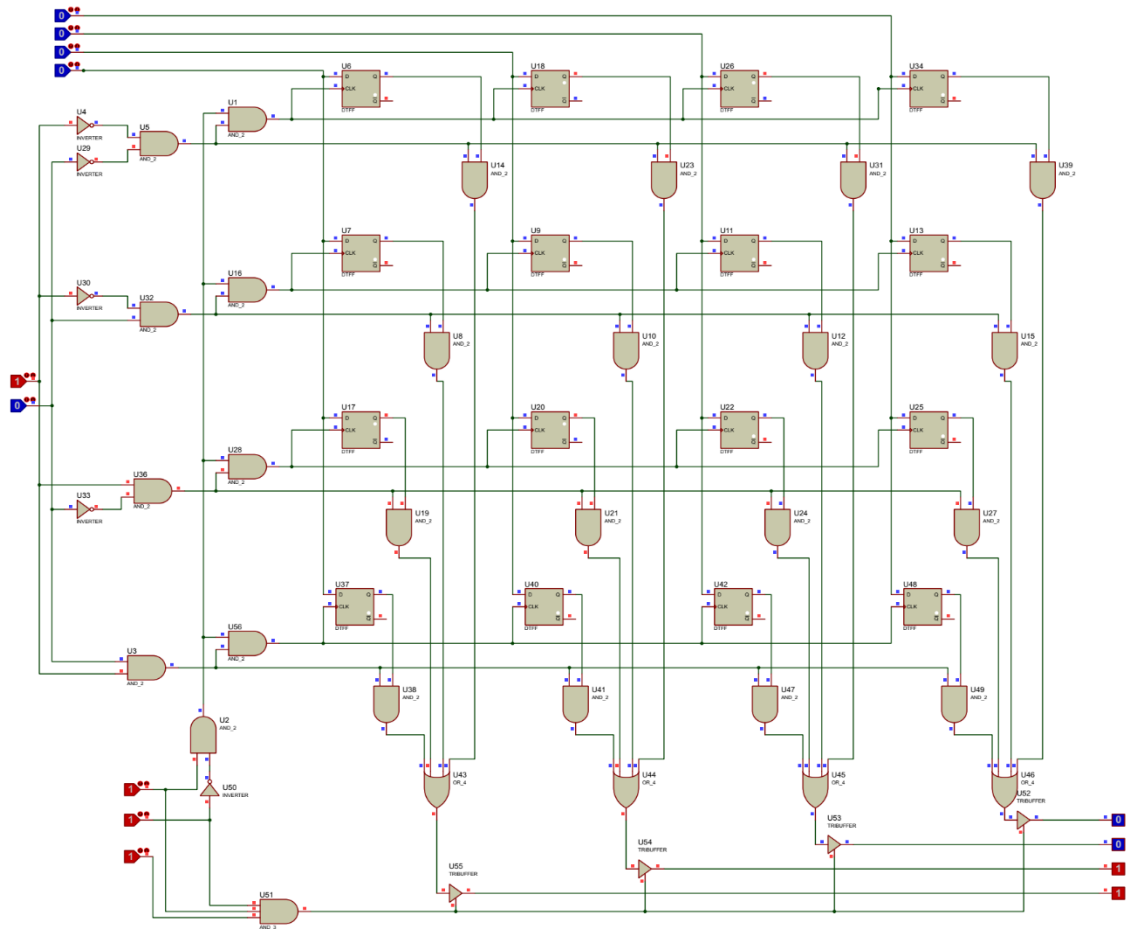 0
0
0
0
U6
U18
U26
U34
D Q
D Q
D Q
D Q
CLK
CLK
CLK
CLK
Q
Q
Q
Q
DTFF
DTFF
DTFF
DTFF
U4
INVERTER
U1
AND_2
U5
AND_2
U29
INVERTER
U14
AND_2
U23
AND_2
U31
AND_2
U39
AND_2
U7
U9
U11
U13
D Q
D Q
D Q
D Q
CLK
CLK
CLK
CLK
Q
Q
Q
Q
DTFF
DTFF
DTFF
DTFF
U30
INVERTER
U16
AND_3
U32
AND_2
U8
AND_2
U10
AND_2
U12
AND_2
U15
AND_2
1
0
U17
U20
U22
U25
D Q
D Q
D Q
D Q
CLK
CLK
CLK
CLK
Q
Q
Q
Q
DTFF
DTFF
DTFF
DTFF
U28
AND_2
U36
AND_2
U33
INVERTER
U19
AND_2
U21
AND_2
U24
AND_2
U27
AND_2
U37
U40
U42
U48
D Q
D Q
D Q
D Q
CLK
CLK
CLK
CLK
Q
Q
Q
Q
DTFF
DTFF
DTFF
DTFF
U56
AND_2
U3
AND_2
U38
AND_2
U41
AND_2
U47
AND_2
U49
AND_2
U2
AND_2
U50
INVERTER
1
1
1
U43
OR_4
U44
OR_4
U45
OR_4
U46
OR_4
U52
TRIBUFFER
0
U53
TRIBUFFER
0
U54
TRIBUFFER
1
U55
TRIBUFFER
1
U51
AND_3